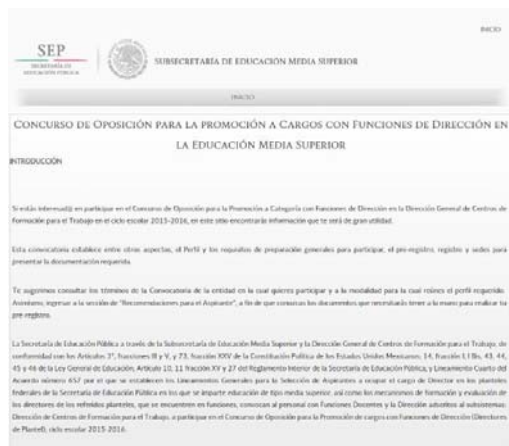 INICIO
SEP
SECRETARÍA DE
EDUCACIÓN PÚBLICA
SUBSECRETARÍA DE EDUCACIÓN MEDIA SUPERIOR
INICIO
CONCURSO DE OPOSICIÓN PARA LA PROMOCIÓN A CARGOS CON FUNCIONES DE DIRECCIÓN EN
LA EDUCACIÓN MEDIA SUPERIOR
INTRODUCCIÓN
Si estás interesad@ en participar en el Concurso de Oposición para la Promoción a Categoría con Funciones de Dirección en la Dirección General de Centros de
Formación para el Trabajo en el ciclo escolar 2015-2016, en este sitio encontrarás información que te será de gran utilidad.
Esta convocatoria establece entre otros aspectos, el Perfil y los requisitos de preparación generales para participar, el pre-registro, registro y sedes para
presentar la documentación requerida.
Te sugerimos consultar los términos de la Convocatoria de la entidad en la cual quieres participar y a la modalidad para la cual reúnes el perfil requerido.
Asimismo, ingresar a la sección de "Recomendaciones para el Aspirante", a fin de que conozcas los documentos que necesitarás tener a la mano para realizar tu
pre-registro.
La Secretaría de Educación Pública a través de la Subsecretaría de Educación Media Superior y la Dirección General de Centros de Formación para el Trabajo, de
conformidad con los Artículos 3°, fracciones III y V, y 73, fracción XXV de la Constitución Política de los Estados Unidos Mexicanos; 14, fracción I, I Bis, 43, 44,
45 y 46 de la Ley General de Educación, Artículo 10, 11 fracción XV y 27 del Reglamento Interior de la Secretaría de Educación Pública, y Lineamiento Cuarto del
Acuerdo número 657 por el que se establecen los Lineamientos Generales para la Selección de Aspirantes a ocupar el cargo de Director en los planteles
federales de la Secretaría de Educación Pública en los que se imparte educación de tipo media superior, así como los mecanismos de formación y evaluación de
los directores de los referidos planteles, que se encuentren en funciones, convocan al personal con Funciones Docentes y la Dirección adscritos al subsistema:
Dirección de Centros de Formación para el Trabajo, a participar en el Concurso de Oposición para la Promoción de cargos con Funciones de Dirección (Directores
de Plantel), ciclo escolar 2015-2016.